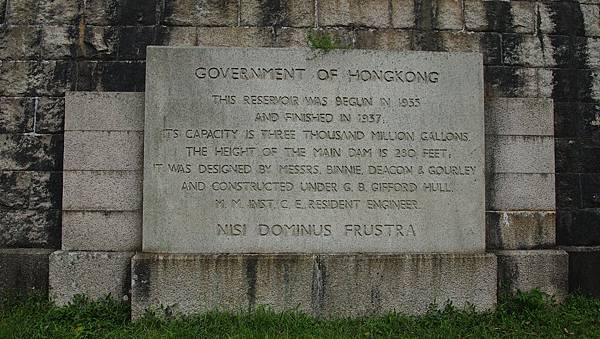 GOVERNMENT OF HONGKONG
THIS RESERVOIR WAS BEGUN IN 1933
AND FINISHED IN 1937.
ITS CAPACITY IS THREE THOUSAND MILLION GALLONS.
THE HEIGHT OF THE MAIN DAM IS 280 FEET.
IT WAS DESIGNED BY MESSRS. BINNIE, DEACON & GOURLEY
AND CONSTRUCTED UNDER G. B. GIFFORD HULL.
M. M. INST. C. E. RESIDENT ENGINEER.
NISI DOMINUS FRUSTRA